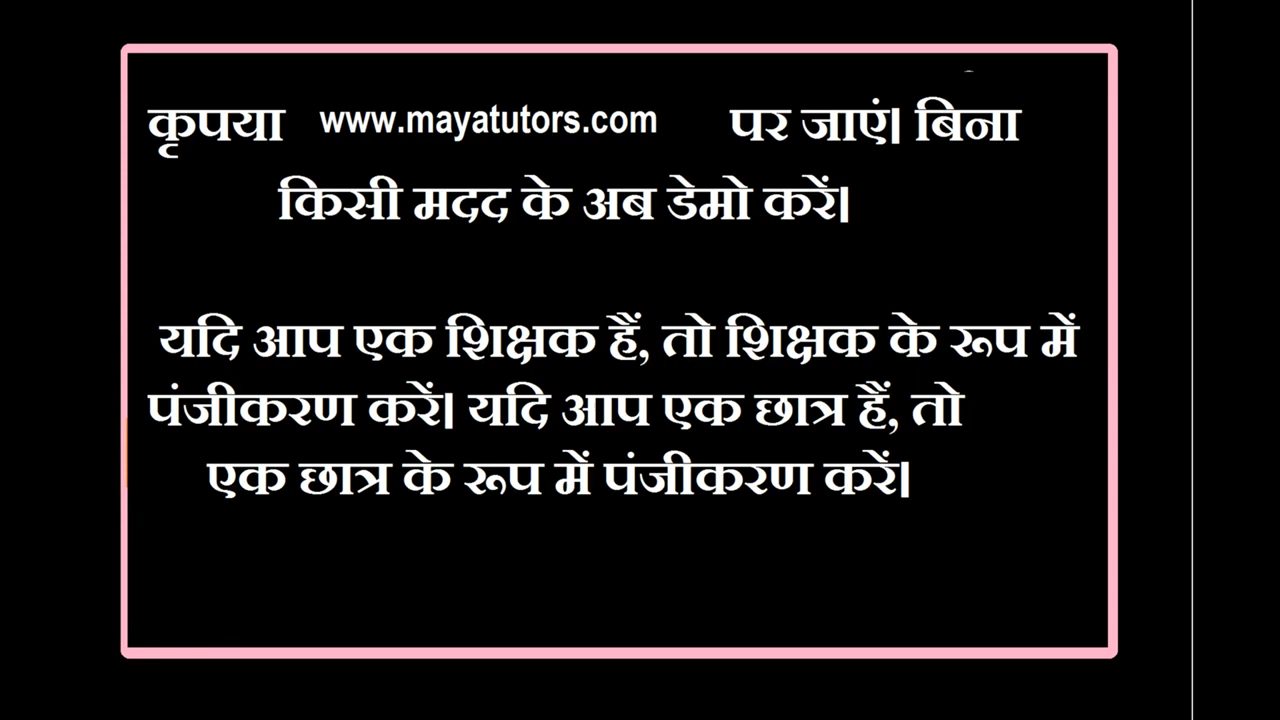 कृपया www.mayatutors.com पर जाएं। बिना
किसी मदद के अब डेमो करें।
यदि आप एक शिक्षक हैं, तो शिक्षक के रूप में
पंजीकरण करें। यदि आप एक छात्र हैं, तो
एक छात्र के रूप में पंजीकरण करें।